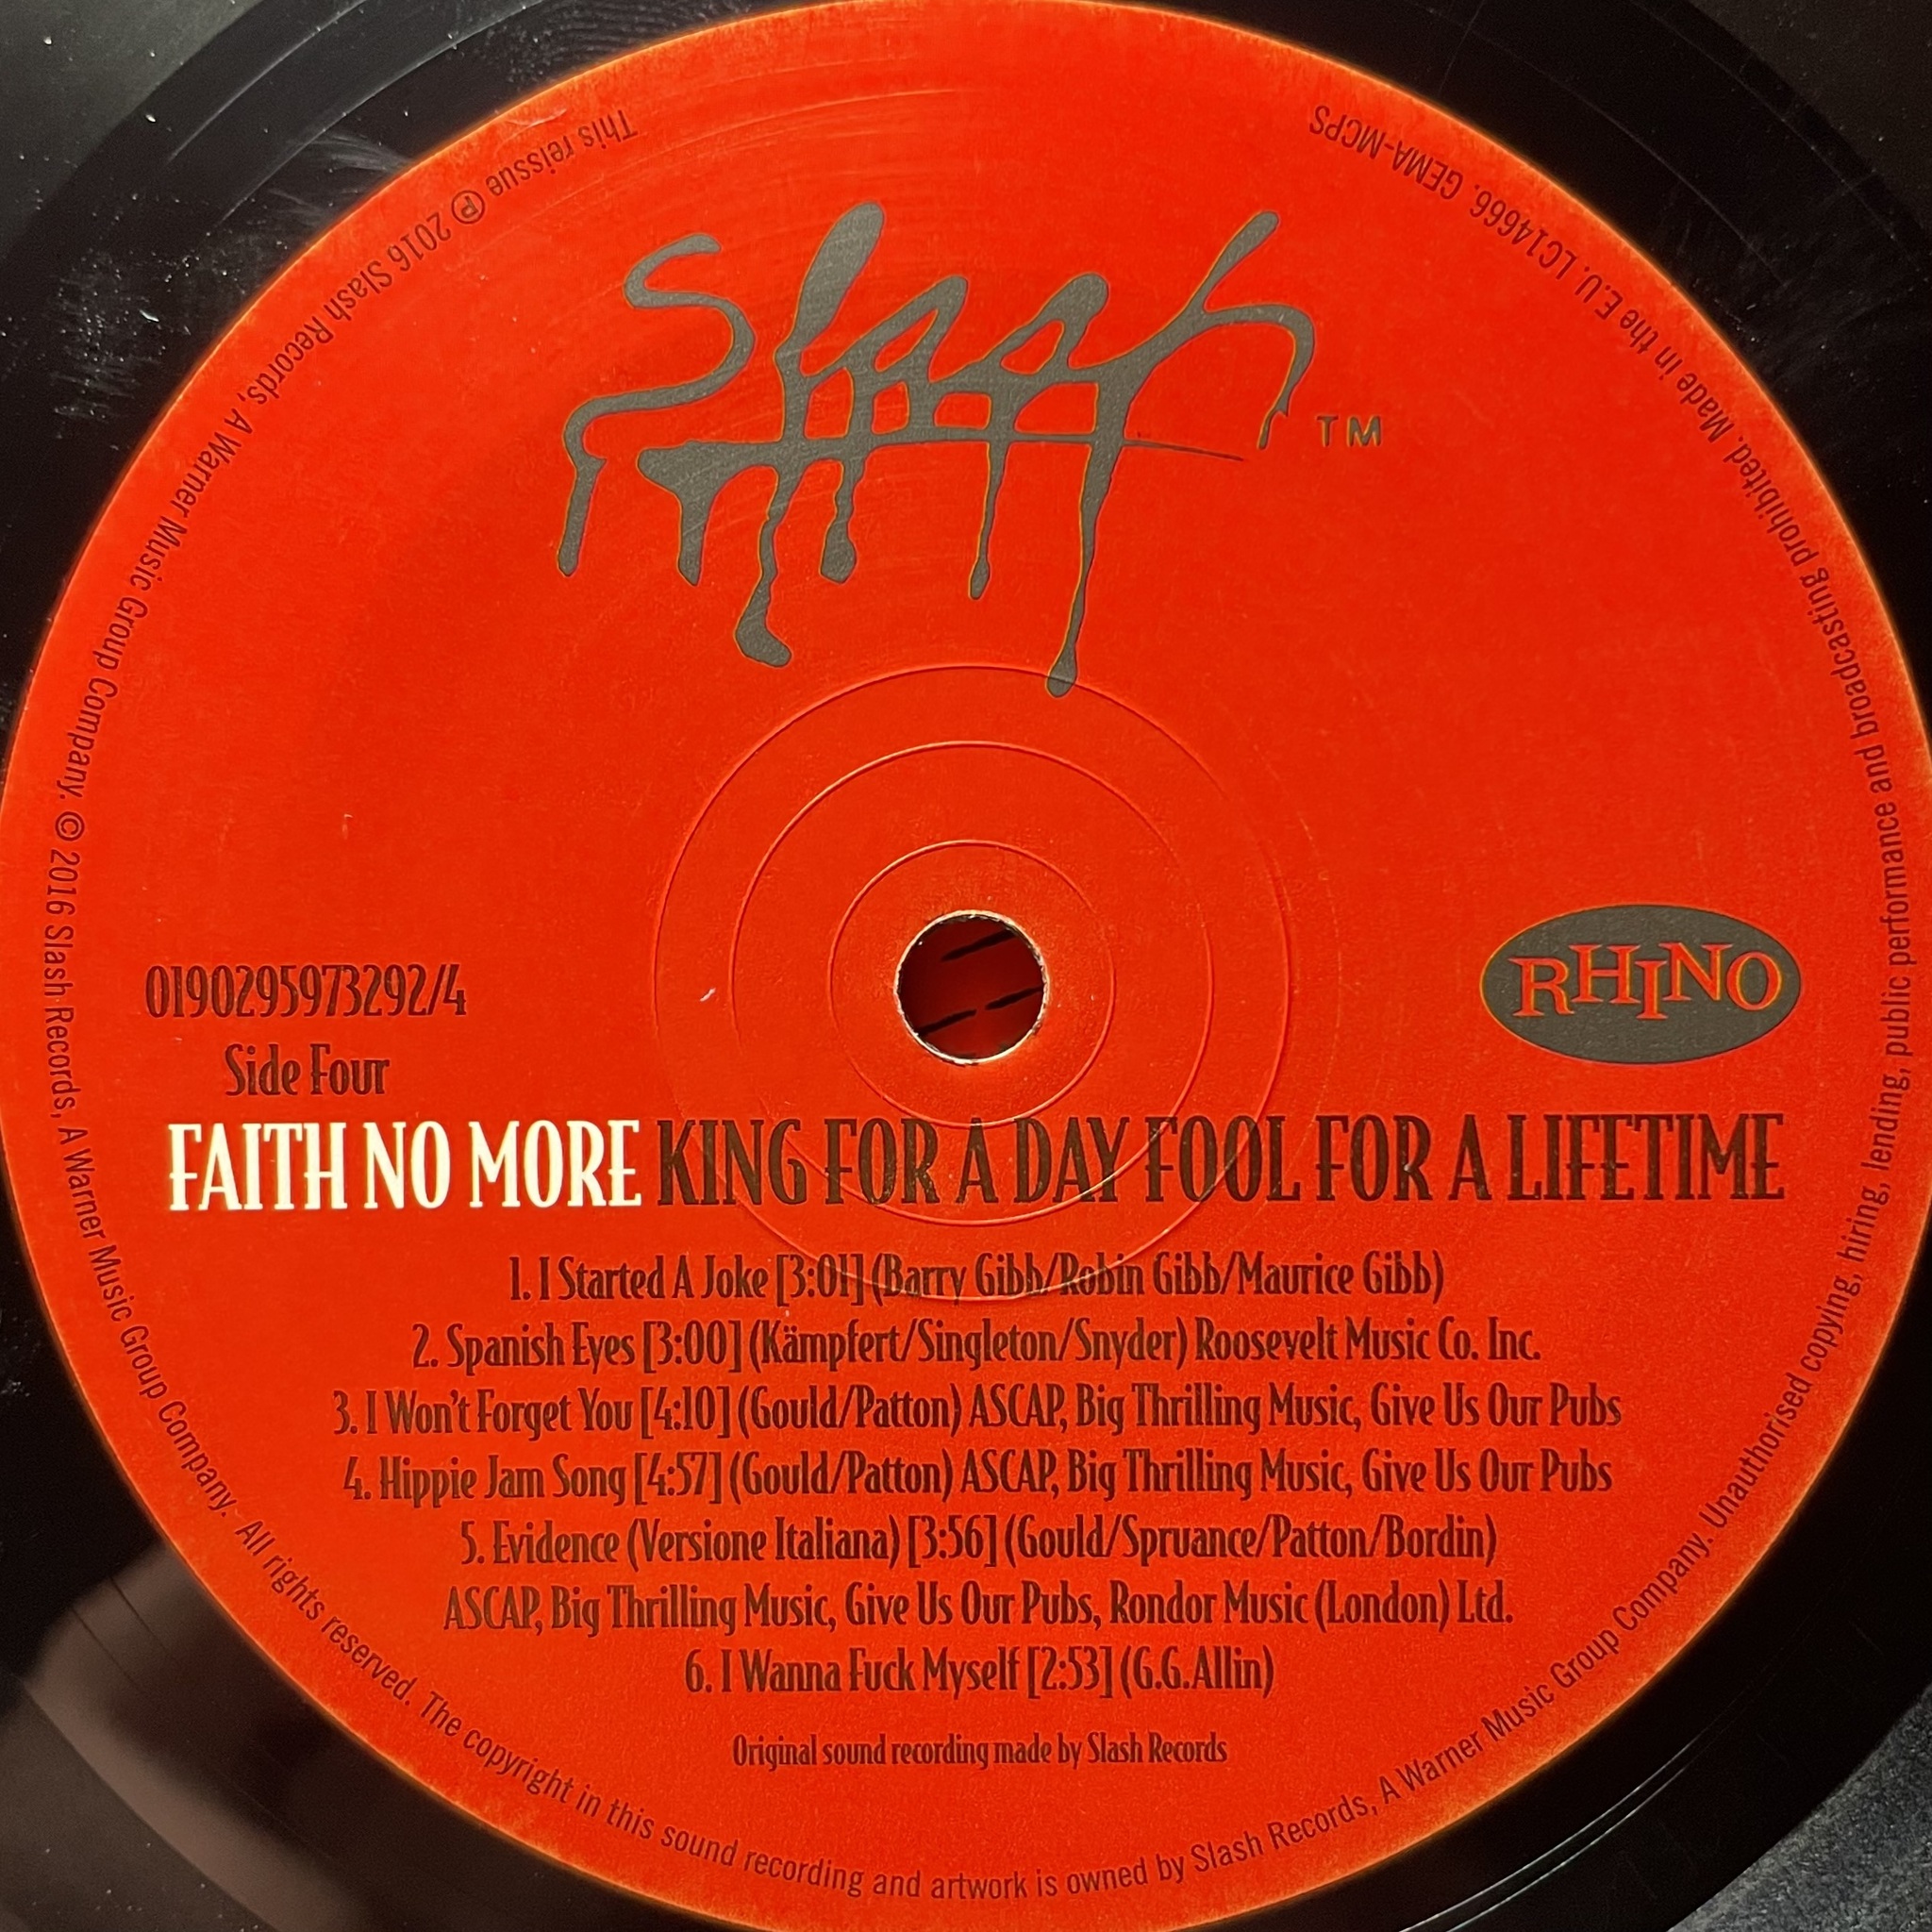 Slash
TM
RHINO
0190295973292/4
Side Four
FAITH NO MORE KING FOR A DAY FOOL FOR A LIFETIME
1. I Started A Joke [3:01] (Barry Gibb/Robin Gibb/Maurice Gibb)
2. Spanish Eyes [3:00] (Kämpfert/Singleton/Snyder) Roosevelt Music Co. Inc.
3. I Won't Forget You [4:10] (Gould/Patton) ASCAP, Big Thrilling Music, Give Us Our Pubs
4. Hippie Jam Song [4:57] (Gould/Patton) ASCAP, Big Thrilling Music, Give Us Our Pubs
5. Evidence (Versione Italiana) [3:56] (Gould/Spruance/Patton/Bordin)
ASCAP, Big Thrilling Music, Give Us Our Pubs, Rondor Music (London) Ltd.
6. I Wanna Fuck Myself [2:53] (G.G.Allin)
Original sound recording made by Slash Records
This reissue ℗ 2016 Slash Records, A Warner Music Group Company. © 2016 Slash Records, A Warner Music Group Company. All rights reserved. The copyright in this sound recording and artwork is owned by Slash Records, A Warner Music Group Company. Unauthorised copying, hiring, lending, public performance and broadcasting prohibited. Made in the E.U. LC14666. GEMA-MCPS